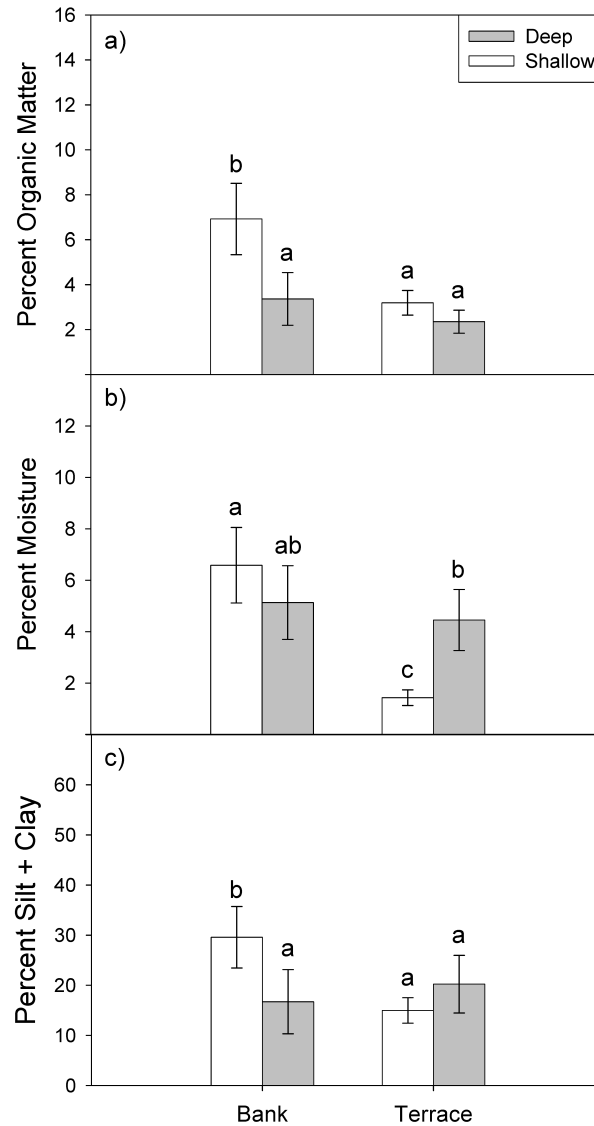 16
14
12
10
8
6
4
2
Percent Organic Matter
a)
Deep
Shallow
b
a
a
a
12
10
8
6
4
2
Percent Moisture
b)
a
ab
c
b
60
50
40
30
20
10
0
Percent Silt + Clay
c)
b
a
a
a
Bank
Terrace